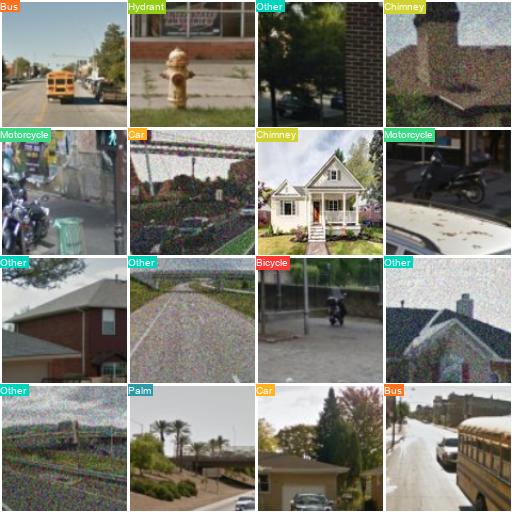 Bus
Hydrant
Other
Chimney
Motorcycle
Car
Chimney
Motorcycle
Other
Other
Bicycle
Other
Other
Palm
Car
Bus